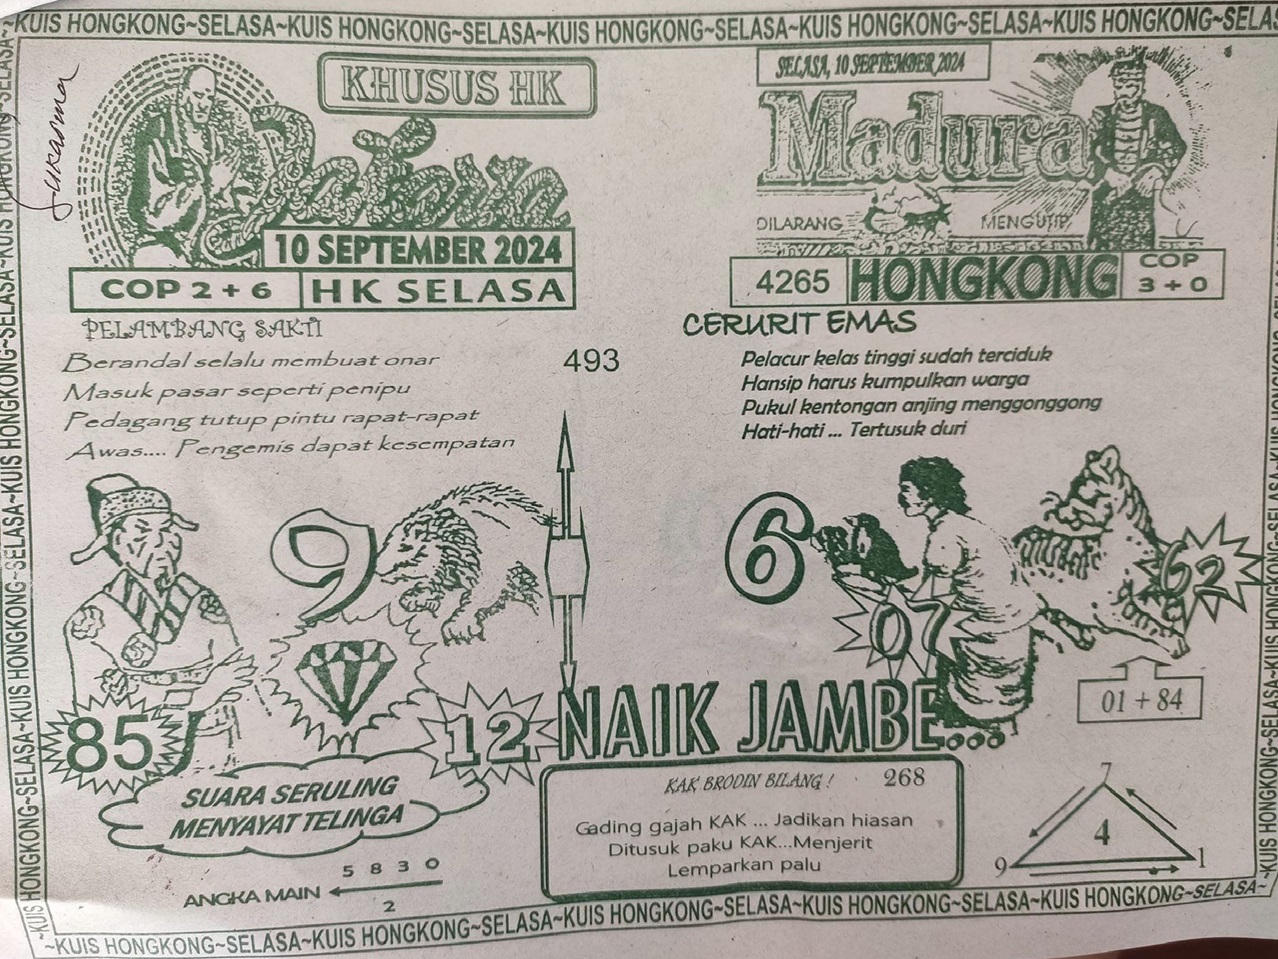 KUIS HONGKONG~SELASA~KUIS HONGKONG~SELASA~KUIS HONGKONG~SELASA~KUIS HONGKONG~SELASA~KUIS HONGKONG~SELASA
Sukarma
KHUSUS HK
10 SEPTEMBER 2024
COP 2 + 6
HK SELASA
PELAMBANG SAKTI
Berandal selalu membuat onar
Masuk pasar seperti penipu
Pedagang tutup pintu rapat-rapat
Awas.... Pengemis dapat kesempatan
493
9
85
12
SUARA SERULING
MENYAYAT TELINGA
5 8 3 0
ANGKA MAIN
2
SELASA, 10 SEPTEMBER 2024
Madura
DILARANG MENGUTIP
4265
HONGKONG
COP
3 + 0
CERURIT EMAS
Pelacur kelas tinggi sudah terciduk
Hansip harus kumpulkan warga
Pukul kentongan anjing menggonggong
Hati-hati ... Tertusuk duri
6
07
62
01 + 84
NAIK JAMBE...
KAK BRODIN BILANG !
268
Gading gajah KAK ... Jadikan hiasan
Ditusuk paku KAK...Menjerit
Lemparkan palu
7
4
9
1
~KUIS HONGKONG~SELASA~KUIS HONGKONG~SELASA~KUIS HONGKONG~SELASA~KUIS HONGKONG~SELASA~KUIS HONGKONG~SELASA~